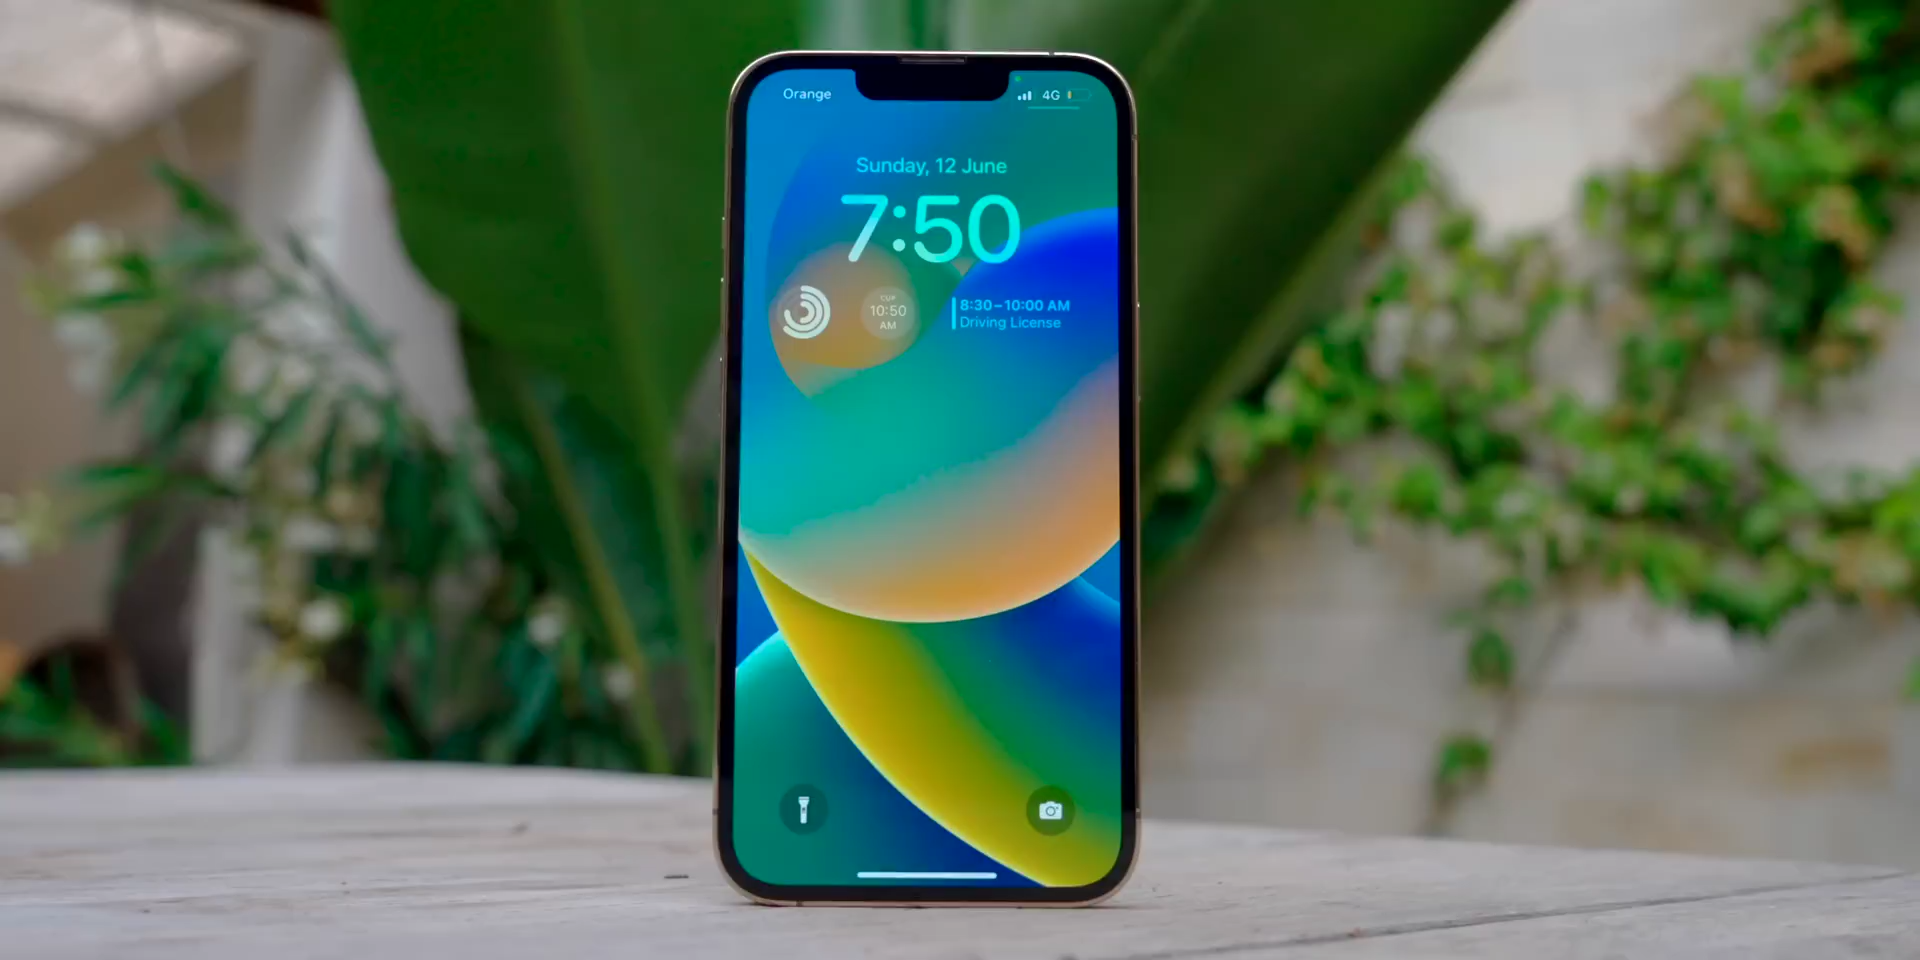 Orange
4G
Sunday, 12 June
7:50
CUP
10:50
AM
8:30–10:00 AM
Driving License